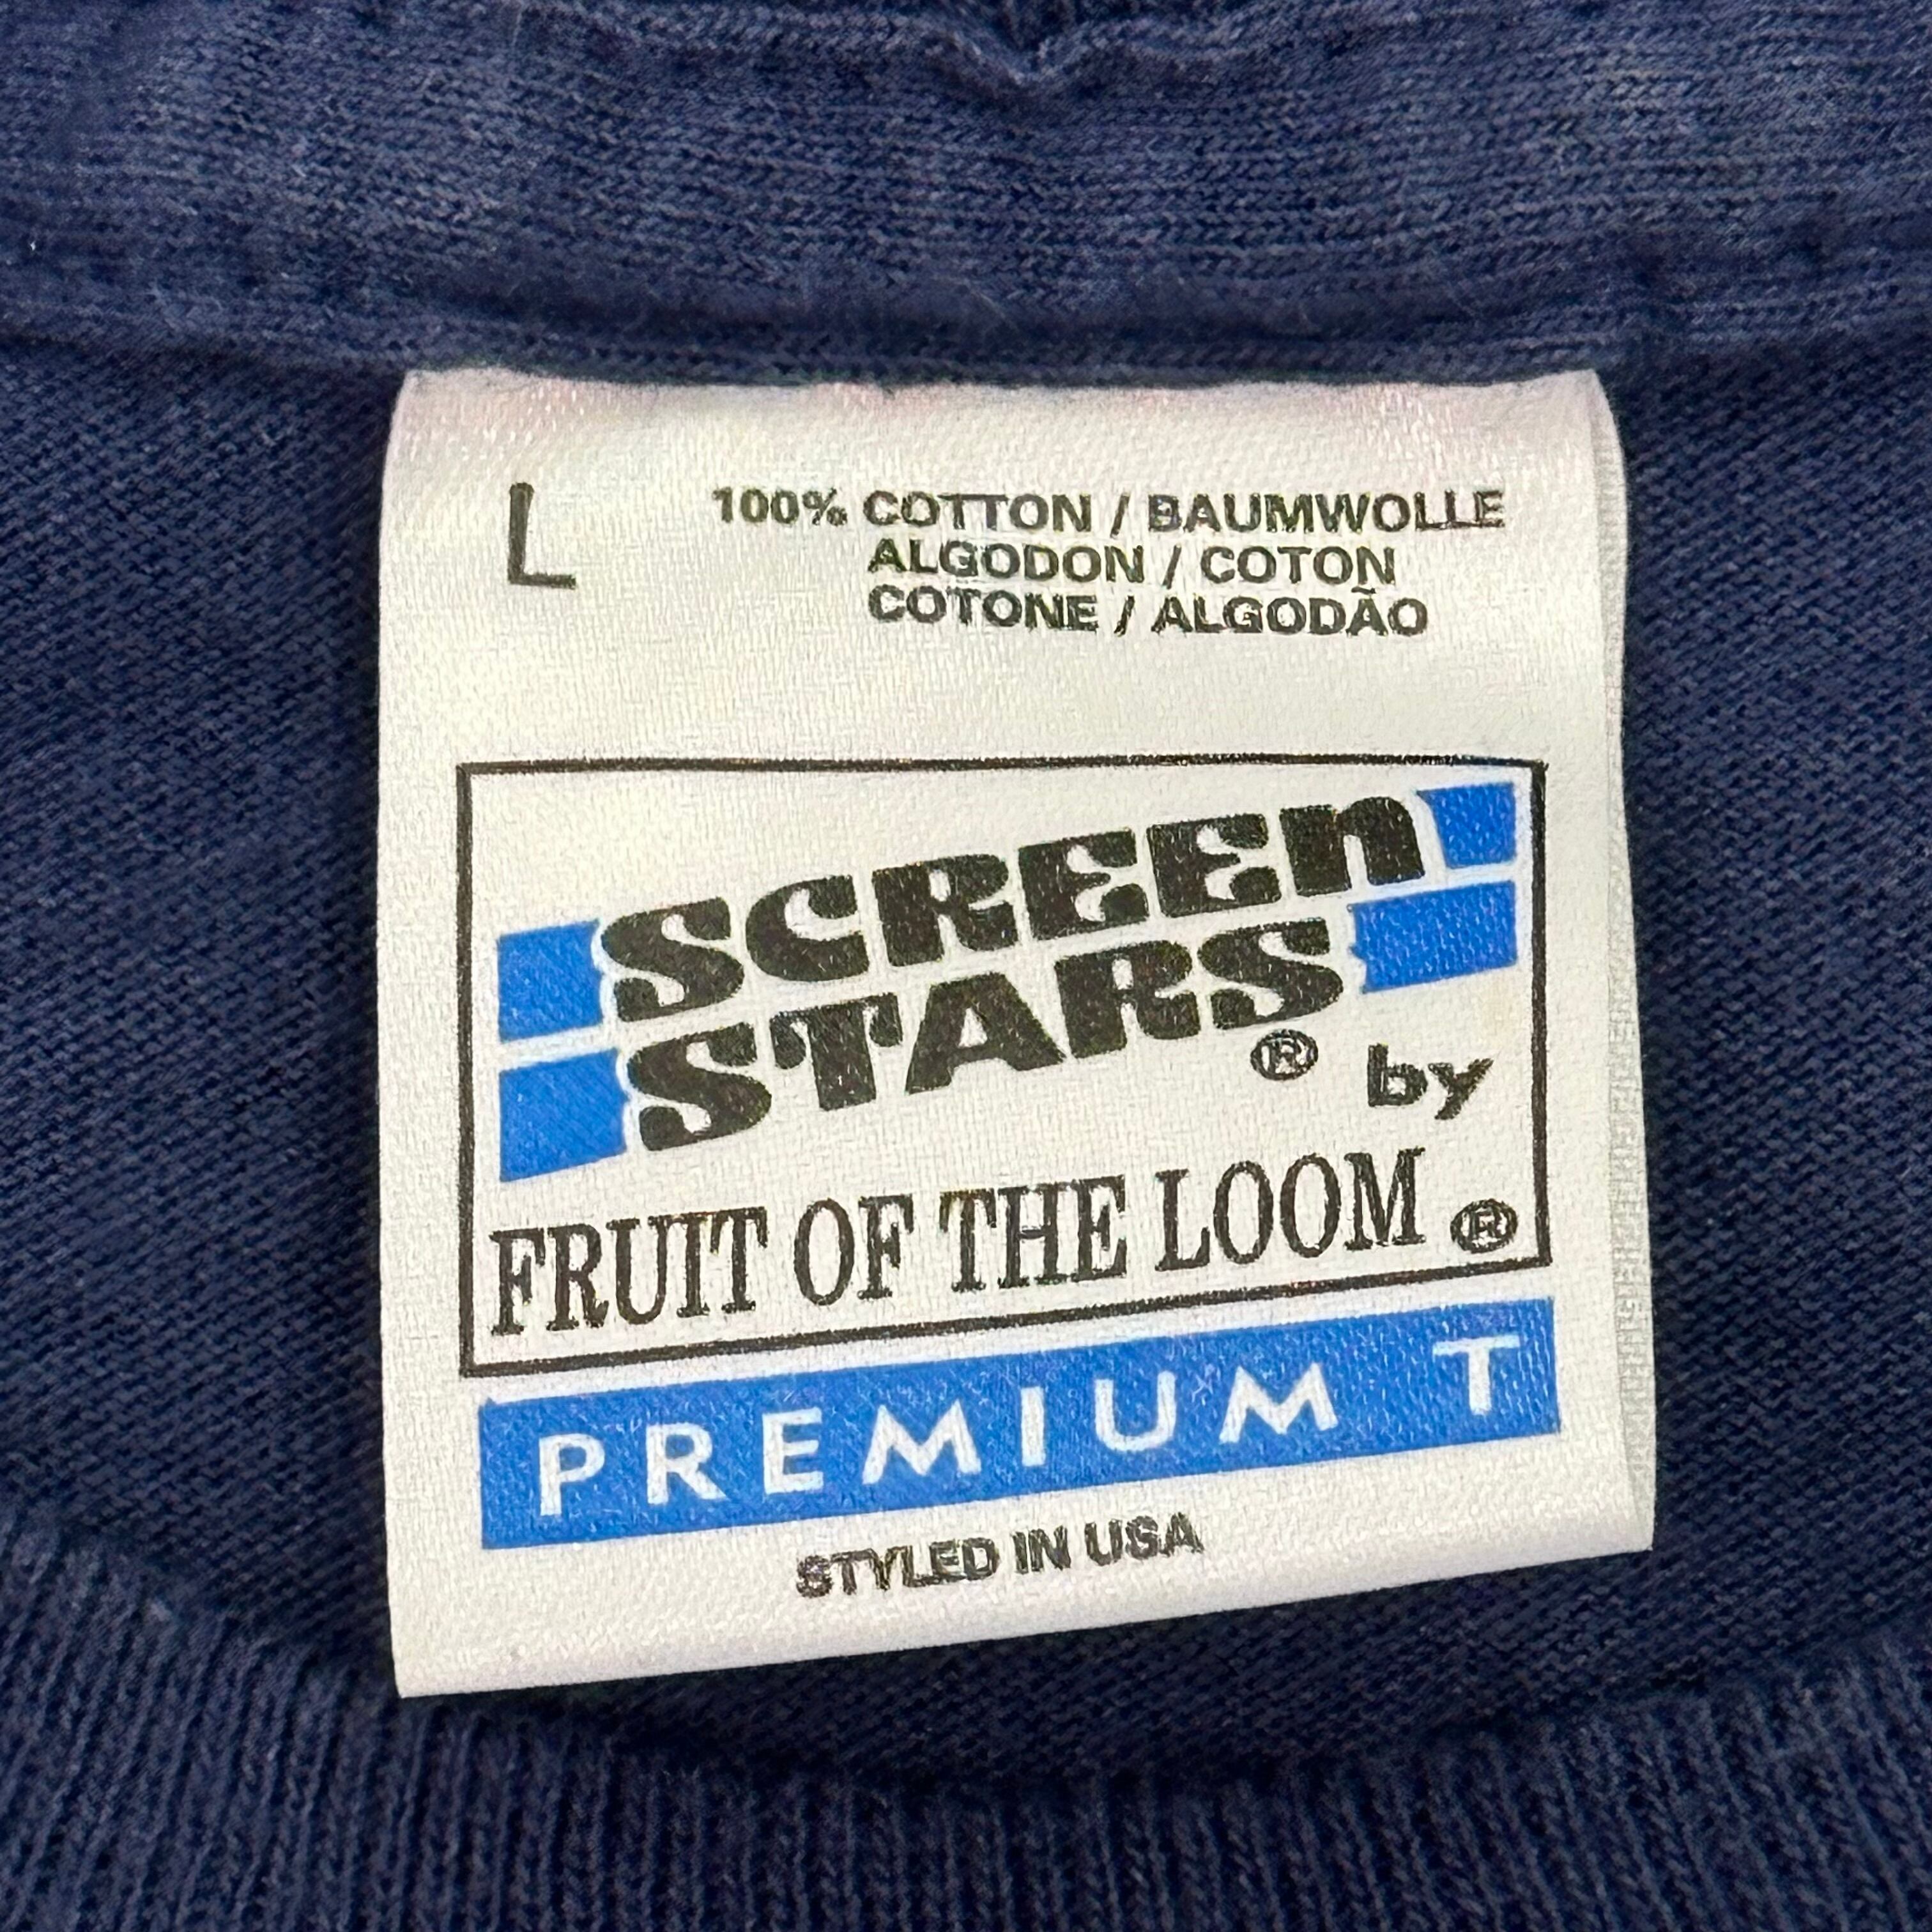 L
100% COTTON / BAUMWOLLE
ALGODON / COTON
COTONE / ALGODÃO
SCREEN
STARS
® by
FRUIT OF THE LOOM ®
PREMIUM T
STYLED IN USA